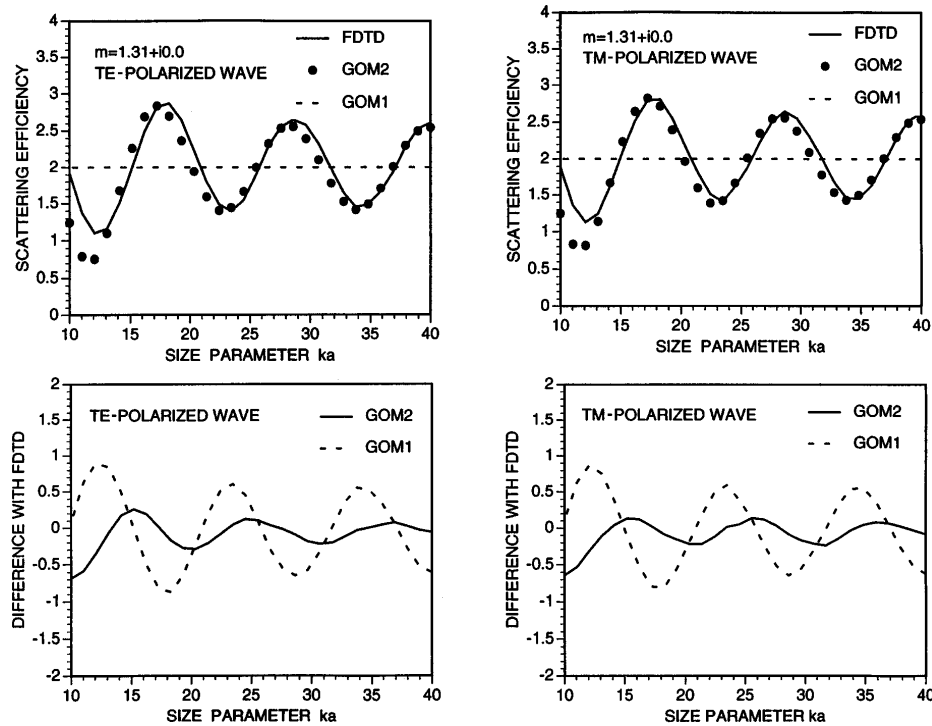 4
3.5
3
2.5
2
1.5
1
0.5
0
SCATTERING EFFICIENCY
m=1.31+i0.0
TE-POLARIZED WAVE
FDTD
GOM2
GOM1
10 15 20 25 30 35 40
SIZE PARAMETER ka
4
3.5
3
2.5
2
1.5
1
0.5
0
SCATTERING EFFICIENCY
m=1.31+i0.0
TM-POLARIZED WAVE
FDTD
GOM2
GOM1
10 15 20 25 30 35 40
SIZE PARAMETER ka
2
1.5
1
0.5
0
-0.5
-1
-1.5
-2
DIFFERENCE WITH FDTD
TE-POLARIZED WAVE
GOM2
GOM1
10 15 20 25 30 35 40
SIZE PARAMETER ka
2
1.5
1
0.5
0
-0.5
-1
-1.5
-2
DIFFERENCE WITH FDTD
TM-POLARIZED WAVE
GOM2
GOM1
10 15 20 25 30 35 40
SIZE PARAMETER ka